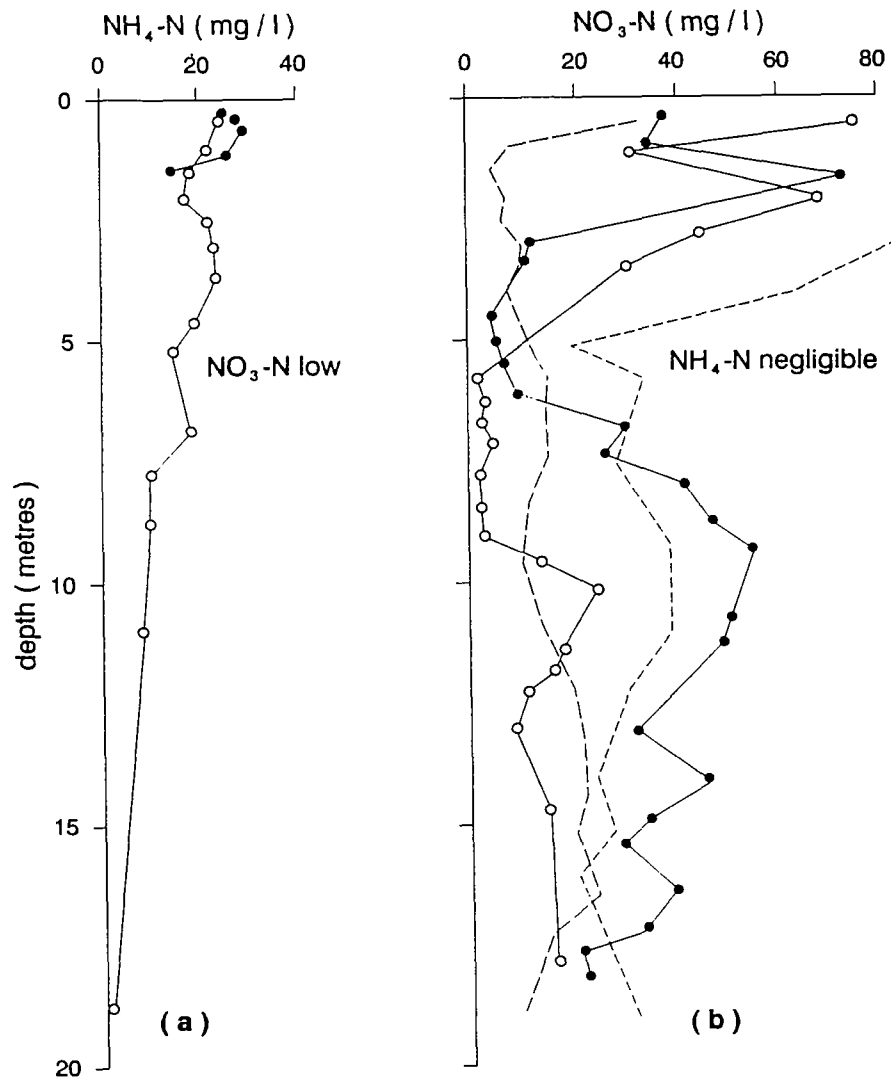 NH₄-N ( mg / l )
0 20 40
NO₃-N ( mg / l )
0 20 40 60 80
0
5
10
15
20
depth ( metres )
NO₃-N low
NH₄-N negligible
( a )
( b )